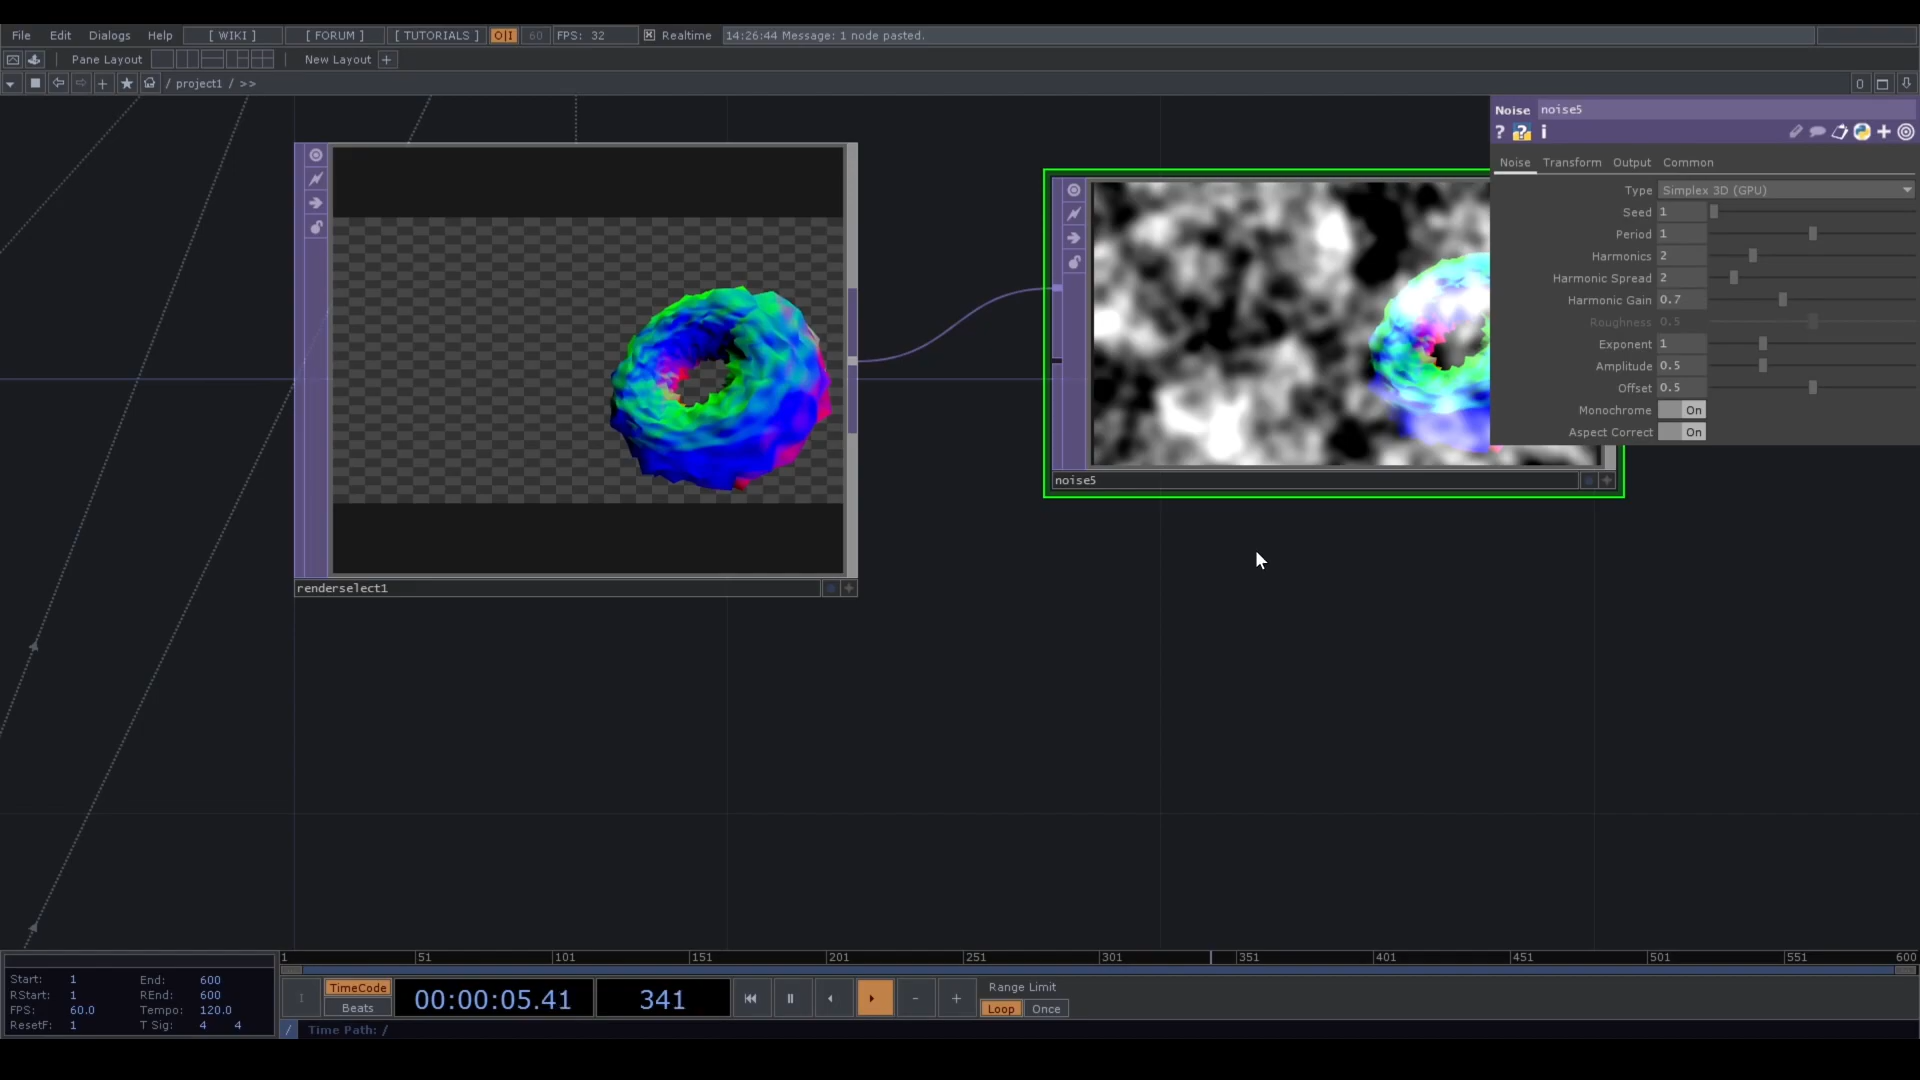 File Edit Dialogs Help [ WIKI ] [ FORUM ] [ TUTORIALS ] O|I 60 FPS: 32 Realtime 14:26:44 Message: 1 node pasted.
Pane Layout New Layout +
/ project1 / >> 0
Noise noise5
? ? i
Noise Transform Output Common
Type Simplex 3D (GPU)
Seed 1
Period 1
Harmonics 2
Harmonic Spread 2
Harmonic Gain 0.7
Roughness 0.5
Exponent 1
Amplitude 0.5
Offset 0.5
Monochrome On
Aspect Correct On
noise5
renderselect1
1 51 101 151 201 251 301 351 401 451 501 551 600
Start: 1 End: 600
RStart: 1 REnd: 600
FPS: 60.0 Tempo: 120.0
ResetF: 1 T Sig: 4 4
I TimeCode Beats 00:00:05.41 341 - + Range Limit
Loop Once
/ Time Path: /